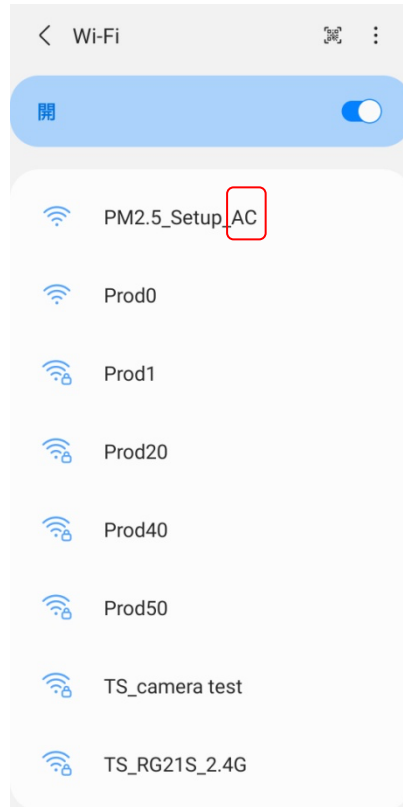 Wi-Fi
開
PM2.5_Setup_AC
Prod0
Prod1
Prod20
Prod40
Prod50
TS_camera test
TS_RG21S_2.4G